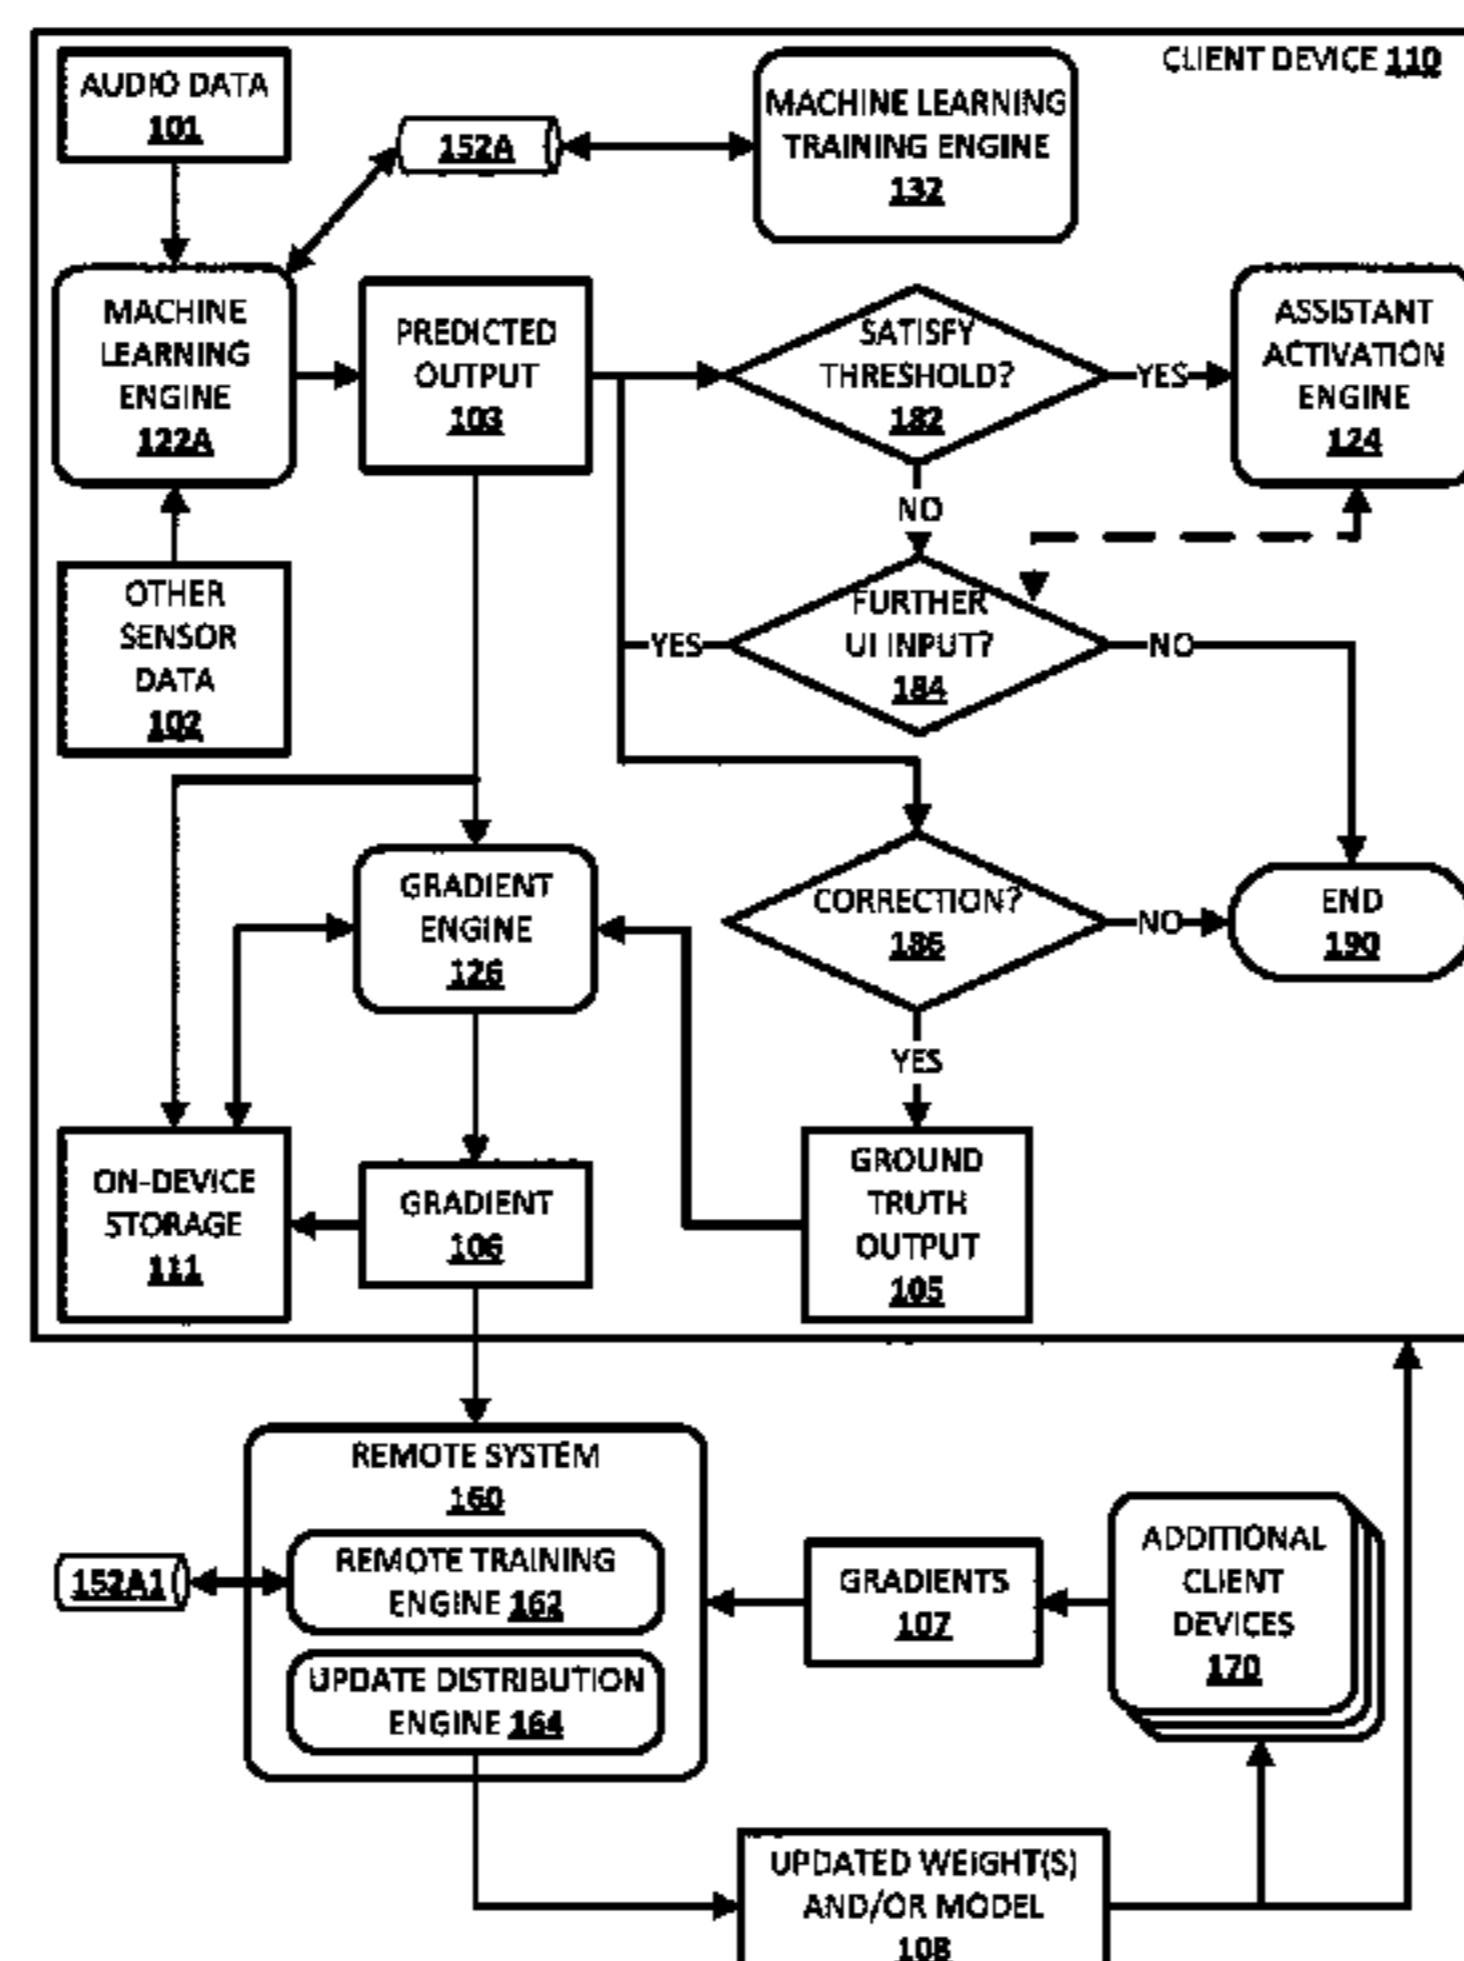 CLIENT DEVICE 110
AUDIO DATA
101
152A
MACHINE LEARNING
TRAINING ENGINE
132
MACHINE
LEARNING
ENGINE
122A
PREDICTED
OUTPUT
103
SATISFY
THRESHOLD?
182
YES
ASSISTANT
ACTIVATION
ENGINE
124
NO
OTHER
SENSOR
DATA
102
YES
FURTHER
UI INPUT?
184
NO
GRADIENT
ENGINE
126
CORRECTION?
186
NO
END
190
YES
ON-DEVICE
STORAGE
111
GRADIENT
106
GROUND
TRUTH
OUTPUT
105
REMOTE SYSTEM
160
152A1
REMOTE TRAINING
ENGINE 162
UPDATE DISTRIBUTION
ENGINE 164
GRADIENTS
107
ADDITIONAL
CLIENT
DEVICES
170
UPDATED WEIGHT(S)
AND/OR MODEL
108